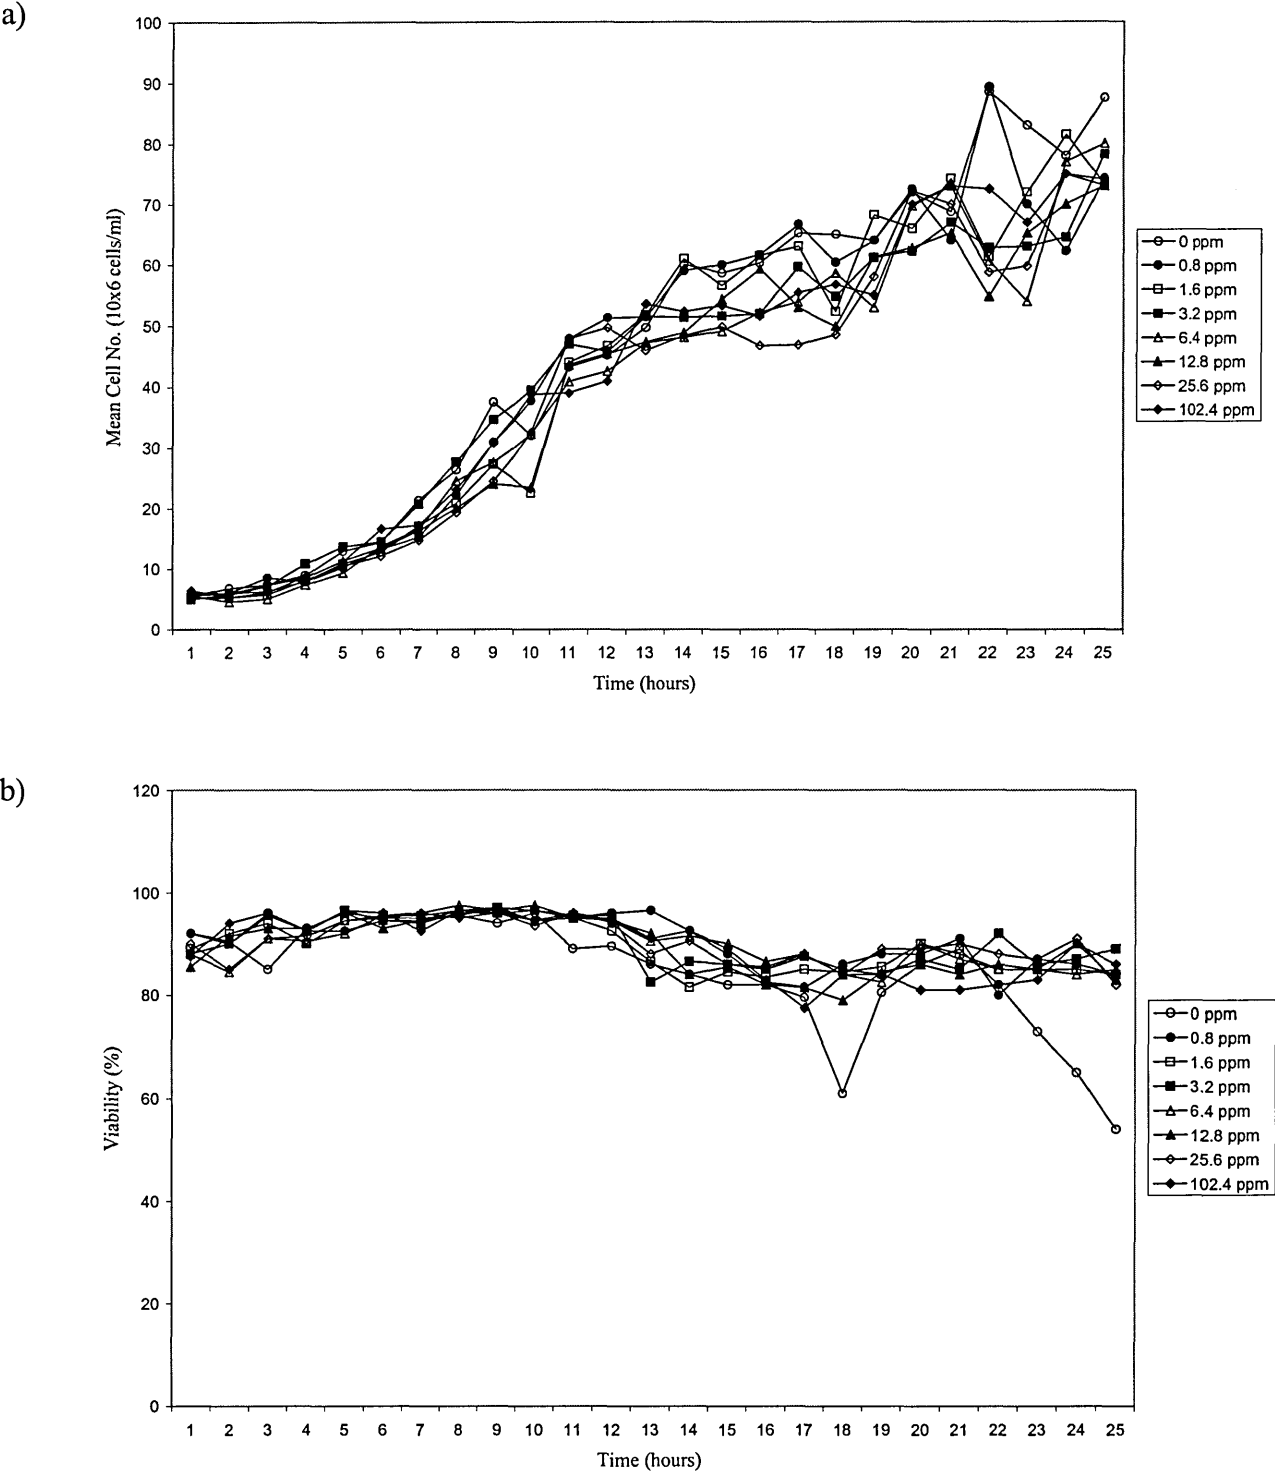 a)
100
90
80
70
60
50
40
30
20
10
0
Mean Cell No. (10x6 cells/ml)
1 2 3 4 5 6 7 8 9 10 11 12 13 14 15 16 17 18 19 20 21 22 23 24 25
Time (hours)
0 ppm
0.8 ppm
1.6 ppm
3.2 ppm
6.4 ppm
12.8 ppm
25.6 ppm
102.4 ppm
b)
120
100
80
60
40
20
0
Viability (%)
1 2 3 4 5 6 7 8 9 10 11 12 13 14 15 16 17 18 19 20 21 22 23 24 25
Time (hours)
0 ppm
0.8 ppm
1.6 ppm
3.2 ppm
6.4 ppm
12.8 ppm
25.6 ppm
102.4 ppm